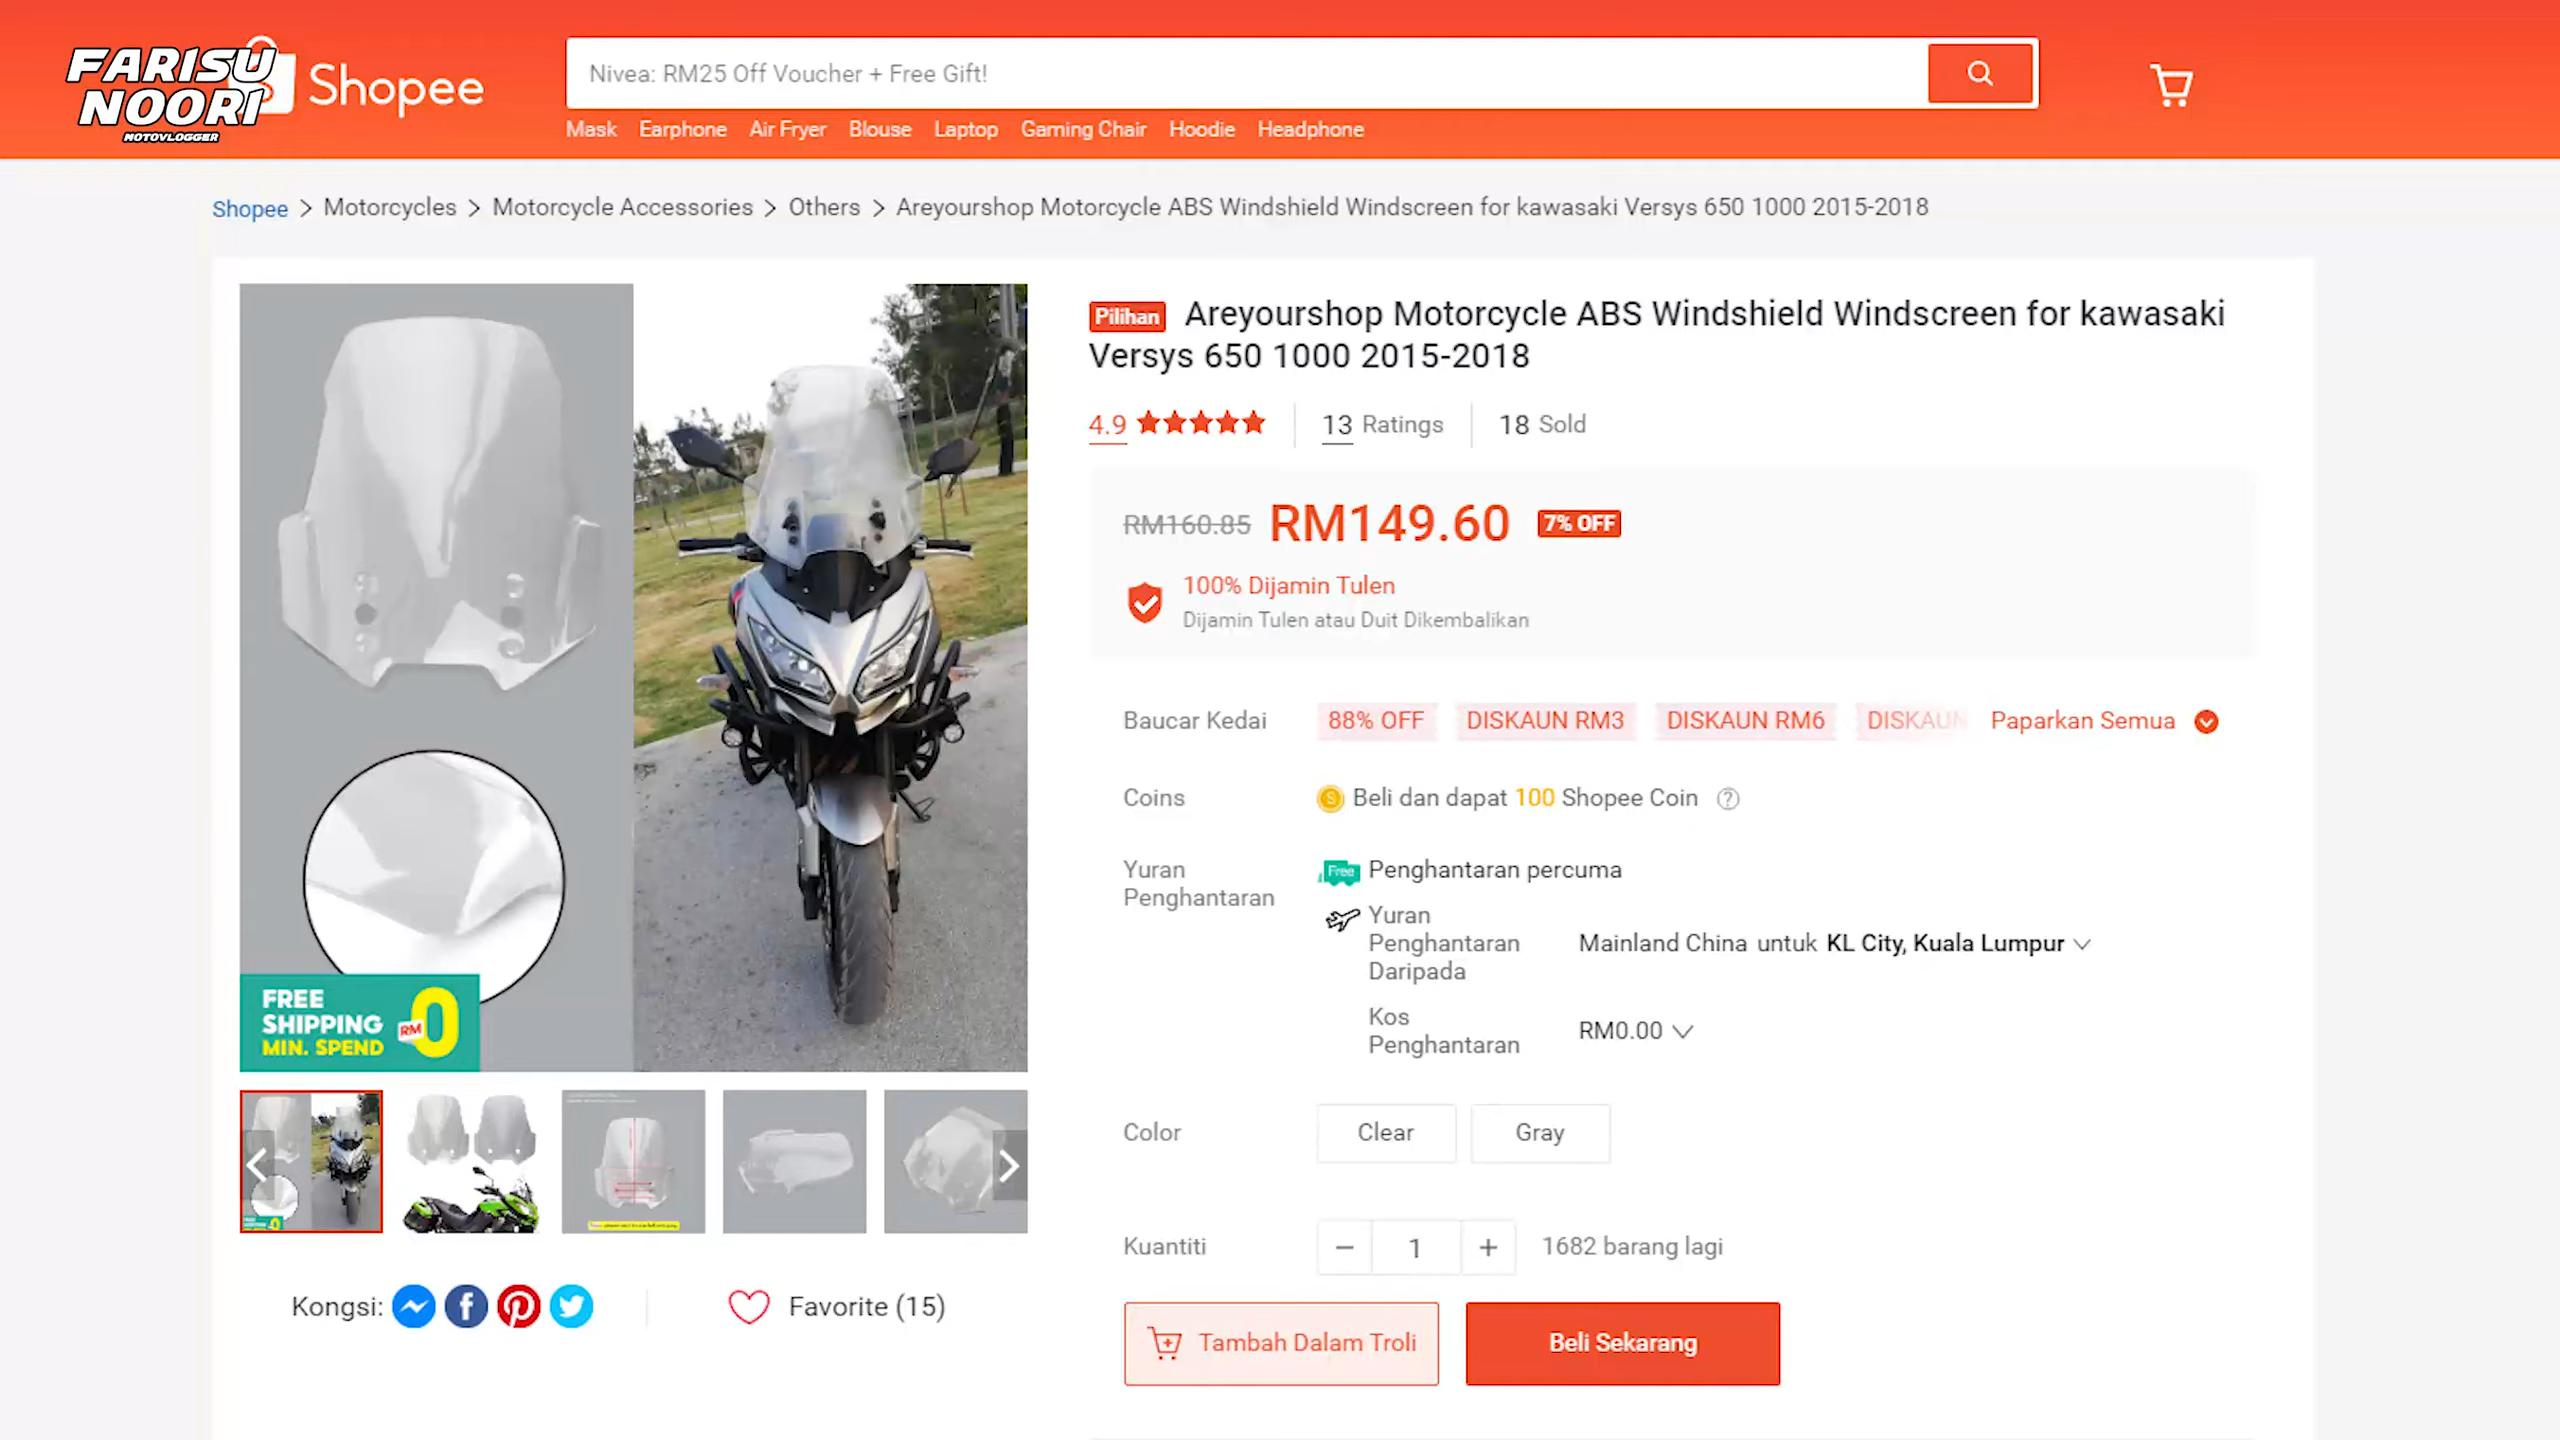 FARISU
NOORI
MOTOVLOGGER
Shopee
Nivea: RM25 Off Voucher + Free Gift!
Mask Earphone Air Fryer Blouse Laptop Gaming Chair Hoodie Headphone
Shopee > Motorcycles > Motorcycle Accessories > Others > Areyourshop Motorcycle ABS Windshield Windscreen for kawasaki Versys 650 1000 2015-2018
Pilihan Areyourshop Motorcycle ABS Windshield Windscreen for kawasaki
Versys 650 1000 2015-2018
4.9 13 Ratings 18 Sold
RM160.85 RM149.60 7% OFF
100% Dijamin Tulen
Dijamin Tulen atau Duit Dikembalikan
Baucar Kedai 88% OFF DISKAUN RM3 DISKAUN RM6 DISKAUN Paparkan Semua
Coins Beli dan dapat 100 Shopee Coin ?
Yuran
Penghantaran
Free Penghantaran percuma
Yuran
Penghantaran
Daripada
Mainland China untuk KL City, Kuala Lumpur
Kos
Penghantaran
RM0.00
Color Clear Gray
Kuantiti − 1 + 1682 barang lagi
Tambah Dalam Troli Beli Sekarang
FREE
SHIPPING
MIN. SPEND
RM0
Kongsi: Favorite (15)